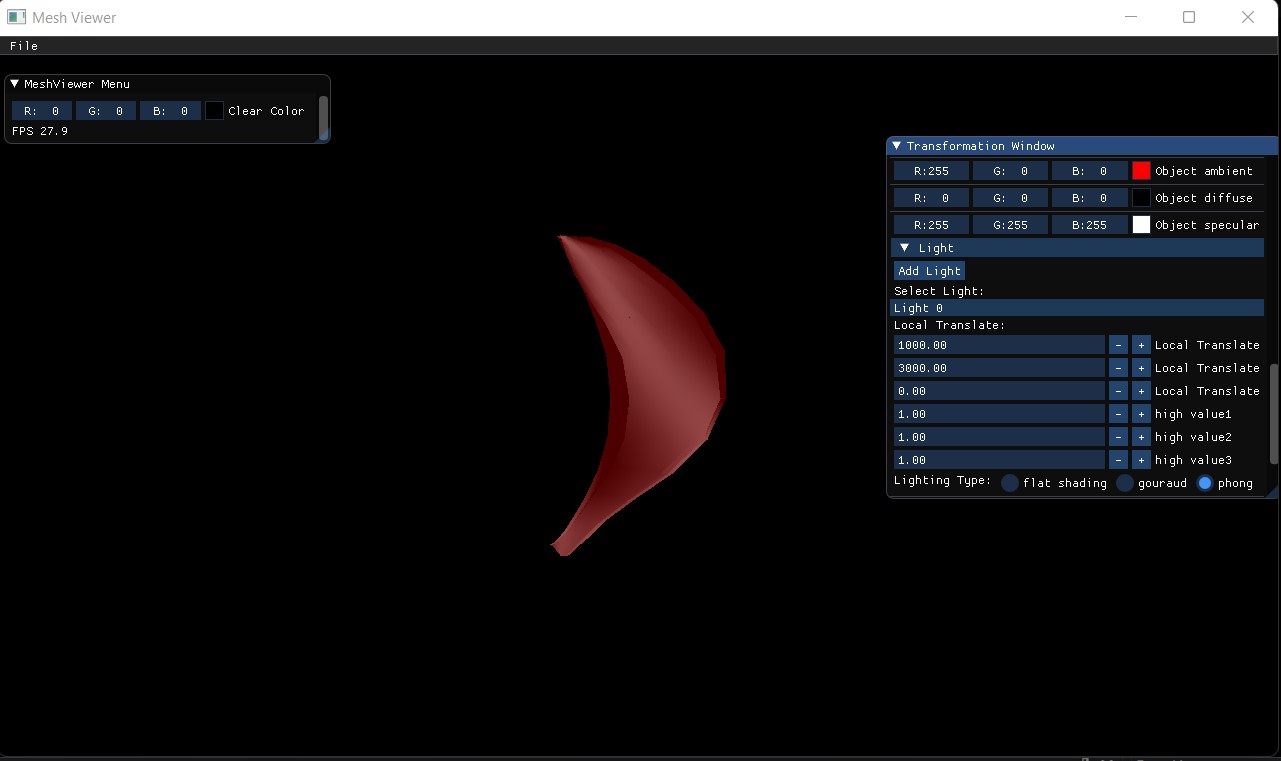 Mesh Viewer
File
MeshViewer Menu
R: 0 G: 0 B: 0 Clear Color
FPS 27.9
Transformation Window
R:255 G: 0 B: 0 Object ambient
R: 0 G: 0 B: 0 Object diffuse
R:255 G:255 B:255 Object specular
Light
Add Light
Select Light:
Light 0
Local Translate:
1000.00 - + Local Translate
3000.00 - + Local Translate
0.00 - + Local Translate
1.00 - + high value1
1.00 - + high value2
1.00 - + high value3
Lighting Type: flat shading gouraud phong